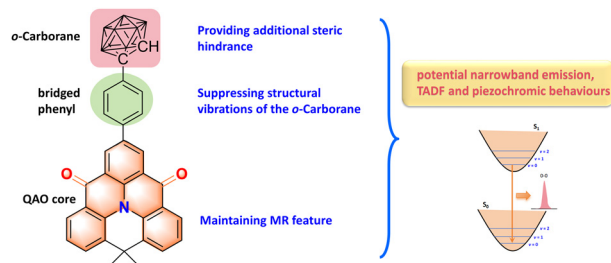 o-Carborane
CH
C
Providing additional steric
hindrance
bridged
phenyl
Suppressing structural
vibrations of the o-Carborane
O
O
QAO core
N
Maintaining MR feature
potential narrowband emission,
TADF and piezochromic behaviours
S1
v = 2
v = 1
v = 0
0-0
S0
v = 2
v = 1
v = 0